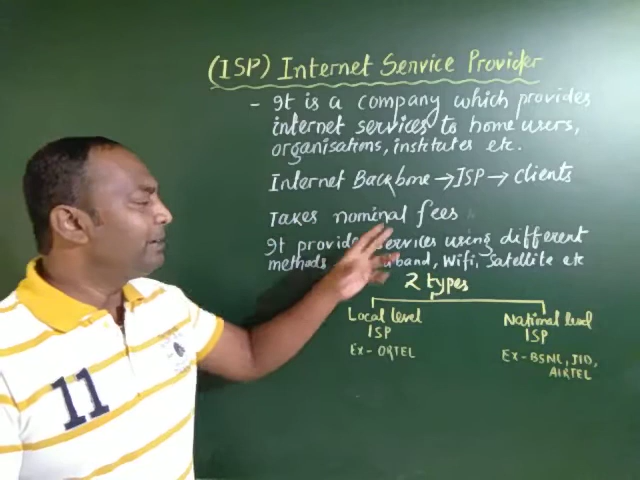 (ISP) Internet Service Provider
- It is a company which provides
internet services to home users,
organisations, institutes etc.
Internet Backbone → ISP → clients
Takes nominal fees
It provide services using different
methods band, Wifi, Satellite etc
2 types
Local level
ISP
Ex- ORTEL
National level
ISP
Ex- BSNL, JIO,
AIRTEL
11